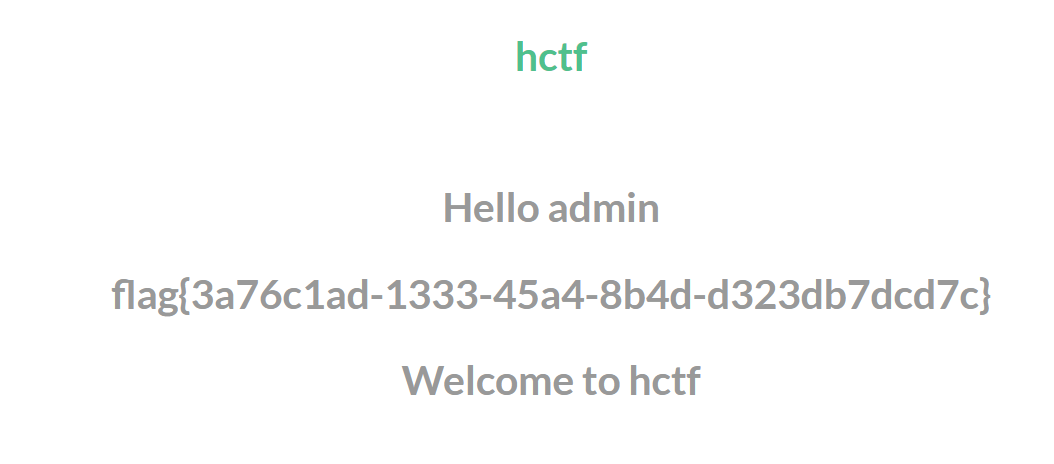 hctf
Hello admin
flag{3a76c1ad-1333-45a4-8b4d-d323db7dcd7c}
Welcome to hctf